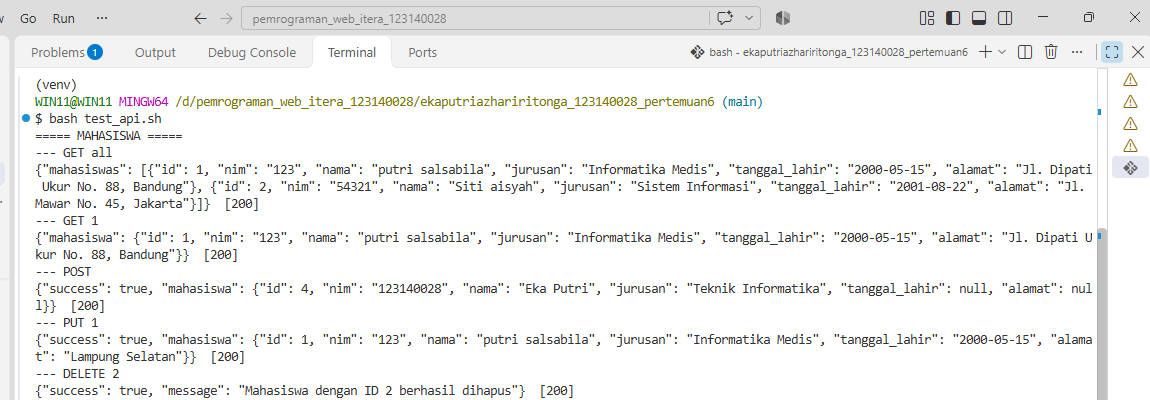 Go Run ··· pemrograman_web_itera_123140028
Problems 1 Output Debug Console Terminal Ports bash - ekaputriazhariritonga_123140028_pertemuan6
(venv)
WIN11@WIN11 MINGW64 /d/pemrograman_web_itera_123140028/ekaputriazhariritonga_123140028_pertemuan6 (main)
$ bash test_api.sh
===== MAHASISWA =====
--- GET all
{"mahasiswas": [{"id": 1, "nim": "123", "nama": "putri salsabila", "jurusan": "Informatika Medis", "tanggal_lahir": "2000-05-15", "alamat": "Jl. Dipati
 Ukur No. 88, Bandung"}, {"id": 2, "nim": "54321", "nama": "Siti aisyah", "jurusan": "Sistem Informasi", "tanggal_lahir": "2001-08-22", "alamat": "Jl.
Mawar No. 45, Jakarta"}]}  [200]
--- GET 1
{"mahasiswa": {"id": 1, "nim": "123", "nama": "putri salsabila", "jurusan": "Informatika Medis", "tanggal_lahir": "2000-05-15", "alamat": "Jl. Dipati U
kur No. 88, Bandung"}}  [200]
--- POST
{"success": true, "mahasiswa": {"id": 4, "nim": "123140028", "nama": "Eka Putri", "jurusan": "Teknik Informatika", "tanggal_lahir": null, "alamat": nul
l}}  [200]
--- PUT 1
{"success": true, "mahasiswa": {"id": 1, "nim": "123", "nama": "putri salsabila", "jurusan": "Informatika Medis", "tanggal_lahir": "2000-05-15", "alama
t": "Lampung Selatan"}}  [200]
--- DELETE 2
{"success": true, "message": "Mahasiswa dengan ID 2 berhasil dihapus"}  [200]